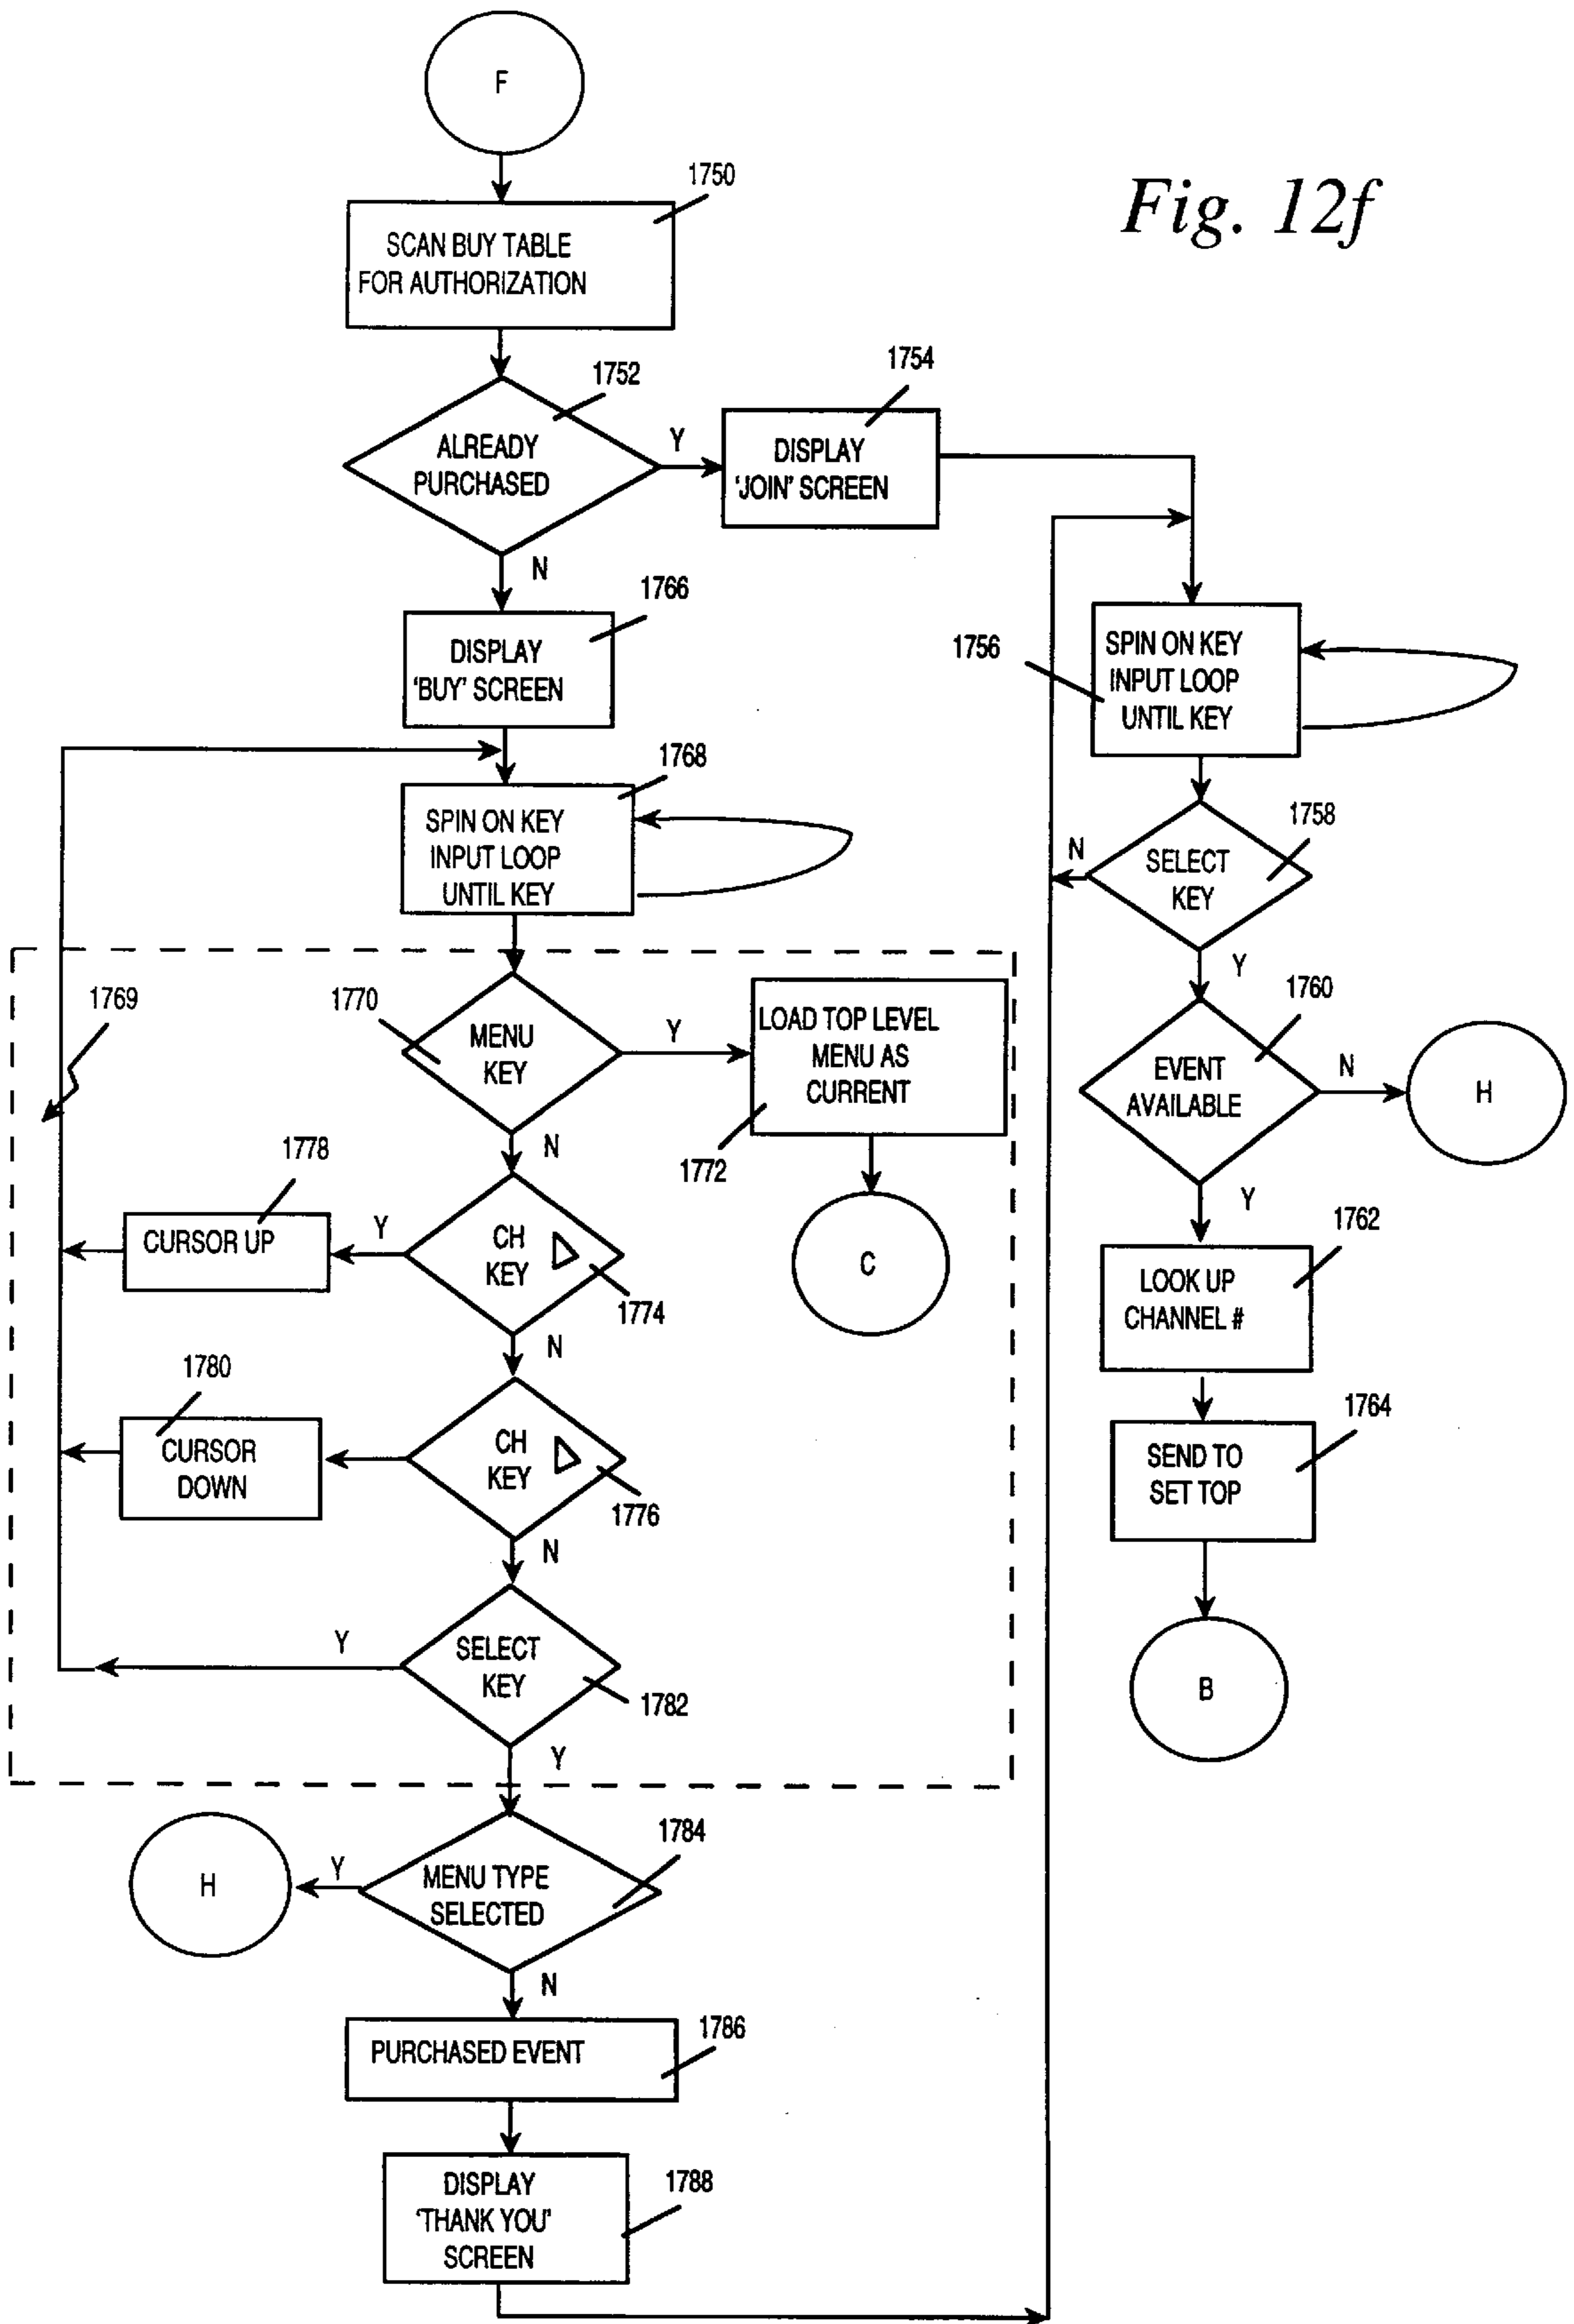 F
Fig. 12f
1750
SCAN BUY TABLE
FOR AUTHORIZATION
1752
ALREADY
PURCHASED
Y
N
1754
DISPLAY
'JOIN' SCREEN
1766
DISPLAY
'BUY' SCREEN
1756
SPIN ON KEY
INPUT LOOP
UNTIL KEY
1768
SPIN ON KEY
INPUT LOOP
UNTIL KEY
1758
SELECT
KEY
N
Y
1769
1770
MENU
KEY
Y
N
LOAD TOP LEVEL
MENU AS
CURRENT
1772
C
1760
EVENT
AVAILABLE
N
H
Y
1778
CURSOR UP
Y
CH
KEY
1774
N
1762
LOOK UP
CHANNEL #
1780
CURSOR
DOWN
CH
KEY
1776
N
1764
SEND TO
SET TOP
B
Y
SELECT
KEY
1782
Y
H
Y
1784
MENU TYPE
SELECTED
N
1786
PURCHASED EVENT
1788
DISPLAY
'THANK YOU'
SCREEN